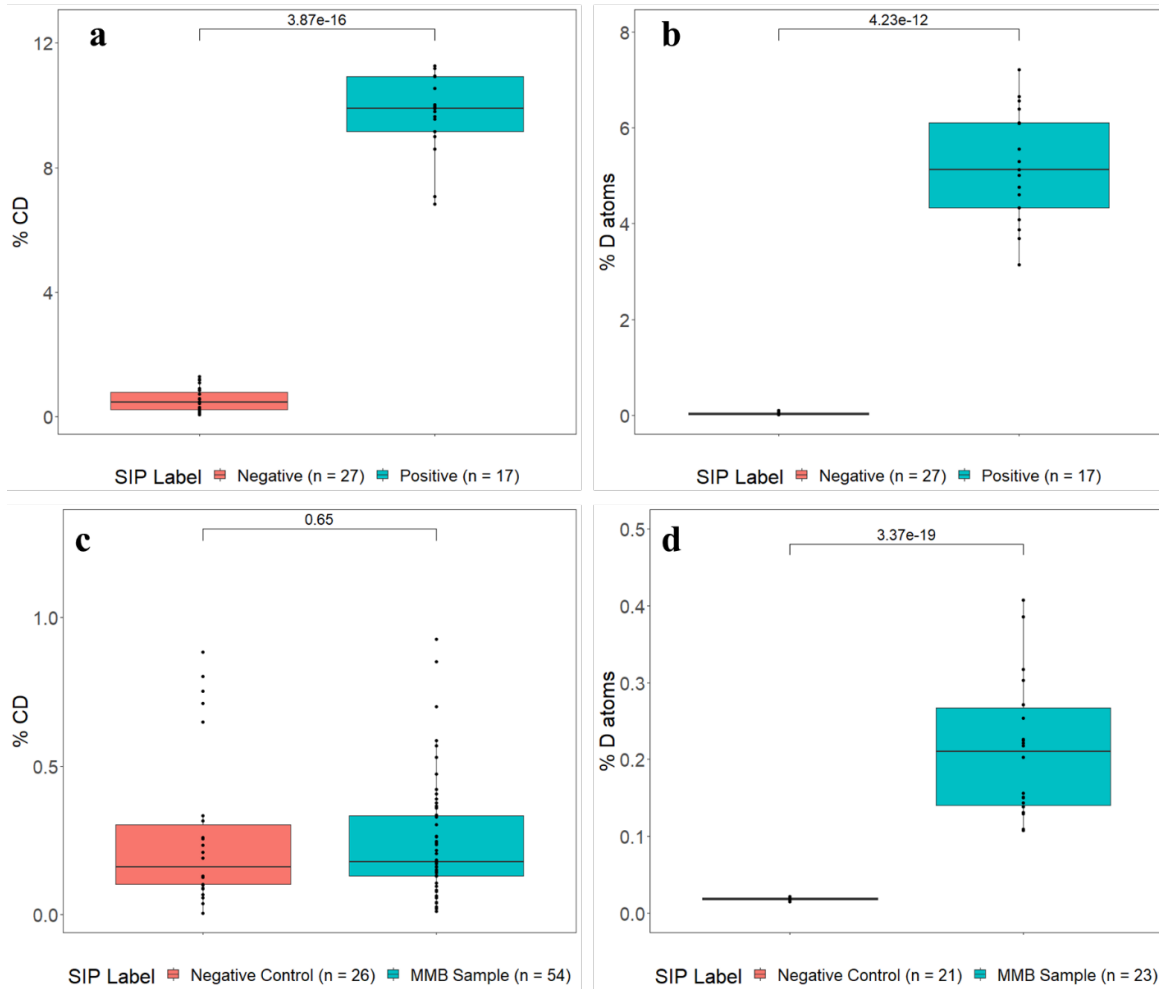 a
3.87e-16
12
8
4
0
% CD
SIP Label Negative (n = 27) Positive (n = 17)
b
4.23e-12
8
6
4
2
0
% D atoms
SIP Label Negative (n = 27) Positive (n = 17)
c
0.65
1.0
0.5
0.0
% CD
SIP Label Negative Control (n = 26) MMB Sample (n = 54)
d
3.37e-19
0.5
0.4
0.3
0.2
0.1
0.0
% D atoms
SIP Label Negative Control (n = 21) MMB Sample (n = 23)